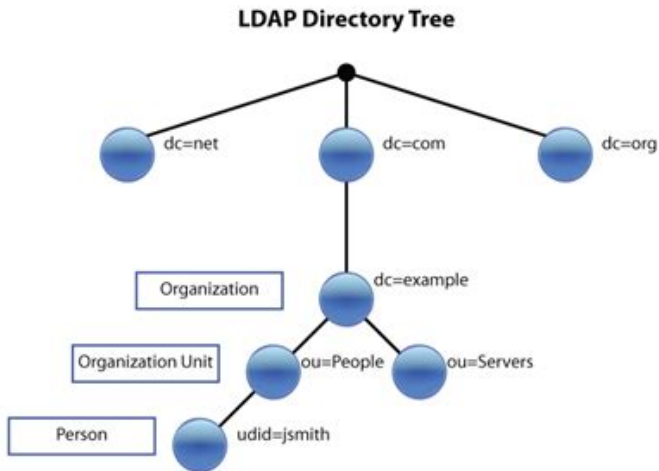 LDAP Directory Tree
dc=net
dc=com
dc=org
Organization
dc=example
Organization Unit
ou=People
ou=Servers
Person
udid=jsmith